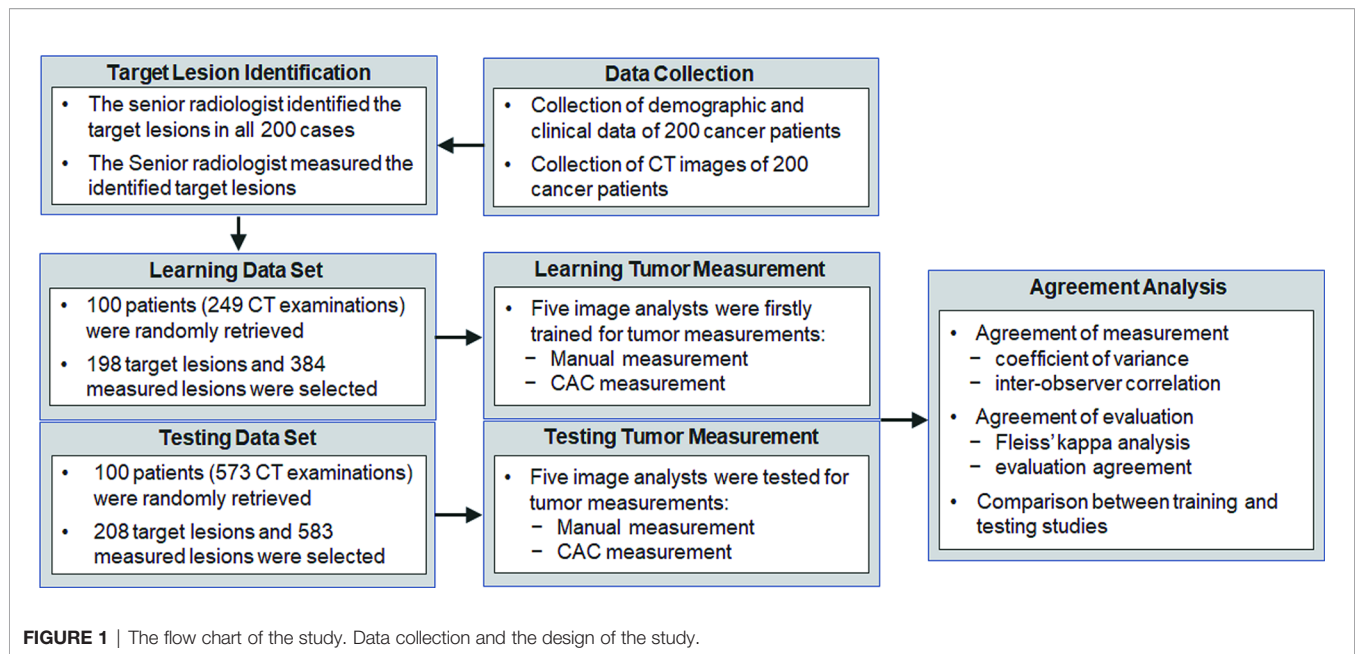 Target Lesion Identification
• The senior radiologist identified the
target lesions in all 200 cases
• The Senior radiologist measured the
identified target lesions
Data Collection
• Collection of demographic and
clinical data of 200 cancer patients
• Collection of CT images of 200
cancer patients
Learning Data Set
• 100 patients (249 CT examinations)
were randomly retrieved
• 198 target lesions and 384
measured lesions were selected
Learning Tumor Measurement
• Five image analysts were firstly
trained for tumor measurements:
− Manual measurement
− CAC measurement
Testing Data Set
• 100 patients (573 CT examinations)
were randomly retrieved
• 208 target lesions and 583
measured lesions were selected
Testing Tumor Measurement
• Five image analysts were tested for
tumor measurements:
− Manual measurement
− CAC measurement
Agreement Analysis
• Agreement of measurement
− coefficient of variance
− inter-observer correlation
• Agreement of evaluation
− Fleiss' kappa analysis
− evaluation agreement
• Comparison between training and
testing studies
FIGURE 1 | The flow chart of the study. Data collection and the design of the study.